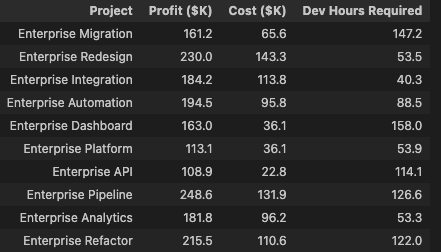 Project Profit ($K) Cost ($K) Dev Hours Required
Enterprise Migration 161.2 65.6 147.2
Enterprise Redesign 230.0 143.3 53.5
Enterprise Integration 184.2 113.8 40.3
Enterprise Automation 194.5 95.8 88.5
Enterprise Dashboard 163.0 36.1 158.0
Enterprise Platform 113.1 36.1 53.9
Enterprise API 108.9 22.8 114.1
Enterprise Pipeline 248.6 131.9 126.6
Enterprise Analytics 181.8 96.2 53.3
Enterprise Refactor 215.5 110.6 122.0